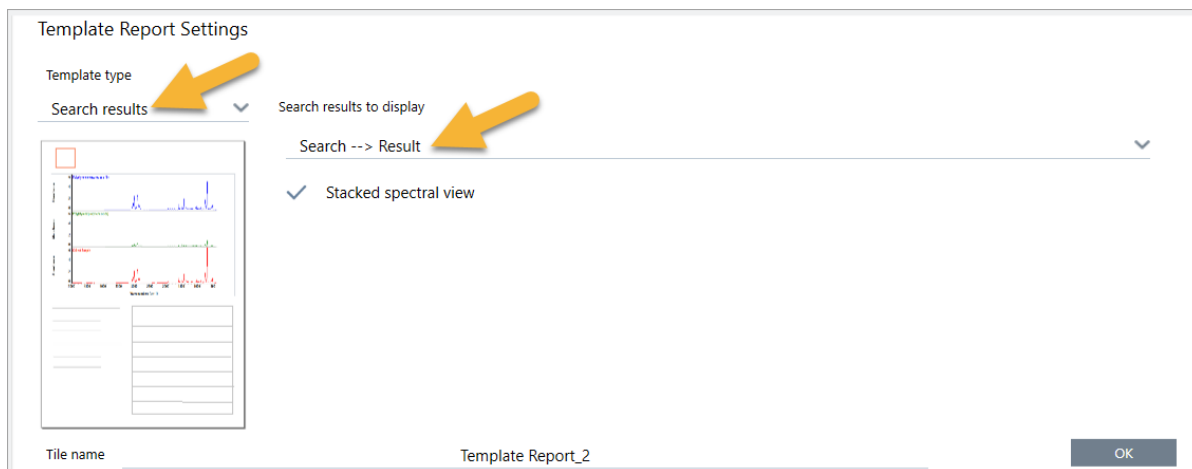 Template Report Settings
Template type
Search results
Search results to display
Search --> Result
Stacked spectral view
Tile name
Template Report_2
OK